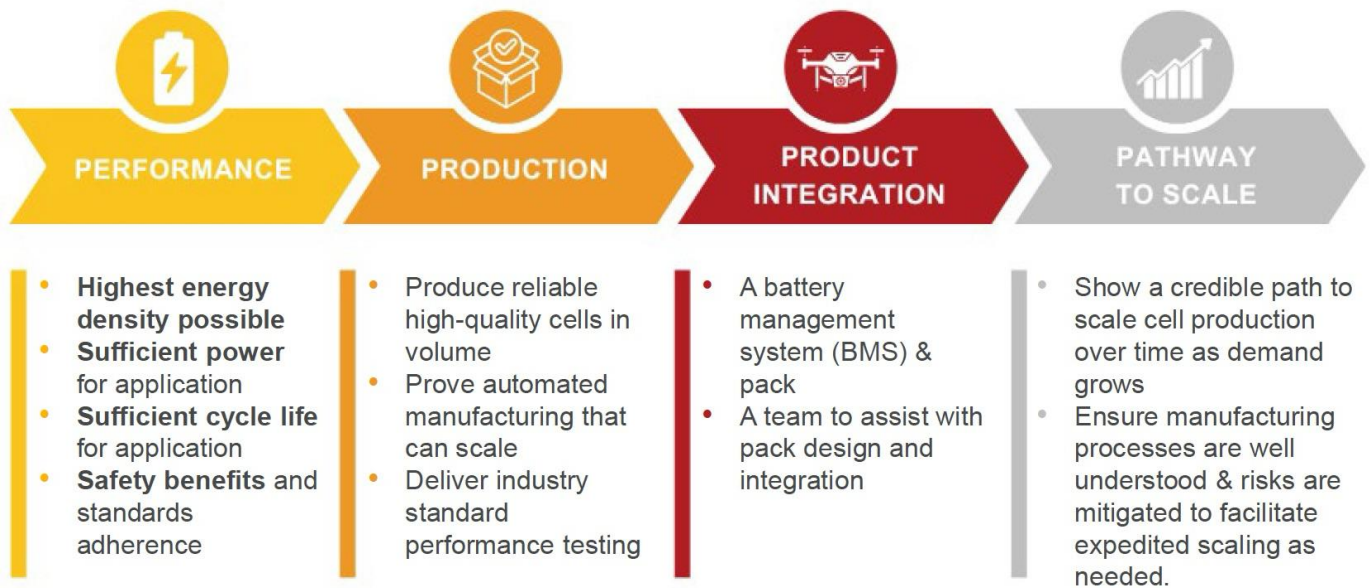 PERFORMANCE
• Highest energy
density possible
• Sufficient power
for application
• Sufficient cycle life
for application
• Safety benefits and
standards
adherence
PRODUCTION
• Produce reliable
high-quality cells in
volume
• Prove automated
manufacturing that
can scale
• Deliver industry
standard
performance testing
PRODUCT
INTEGRATION
• A battery
management
system (BMS) &
pack
• A team to assist with
pack design and
integration
PATHWAY
TO SCALE
• Show a credible path to
scale cell production
over time as demand
grows
• Ensure manufacturing
processes are well
understood & risks are
mitigated to facilitate
expedited scaling as
needed.